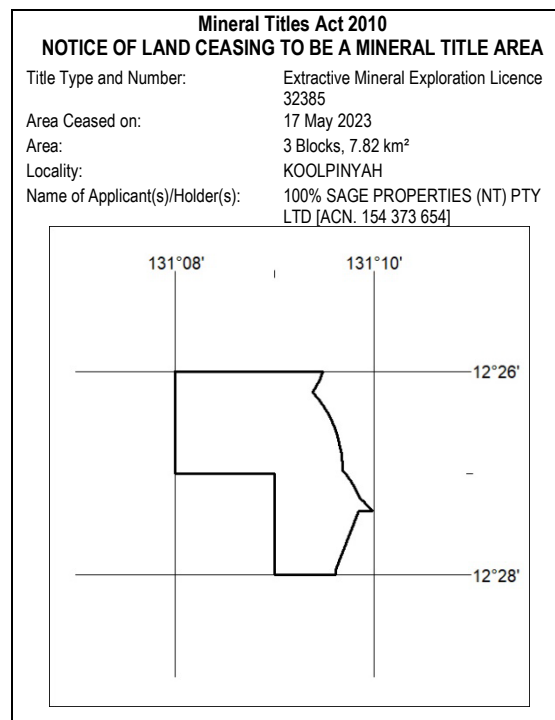 Mineral Titles Act 2010
NOTICE OF LAND CEASING TO BE A MINERAL TITLE AREA
Title Type and Number: Extractive Mineral Exploration Licence
32385
Area Ceased on: 17 May 2023
Area: 3 Blocks, 7.82 km²
Locality: KOOLPINYAH
Name of Applicant(s)/Holder(s): 100% SAGE PROPERTIES (NT) PTY
LTD [ACN. 154 373 654]
131°08' 131°10'
12°26'
12°28'